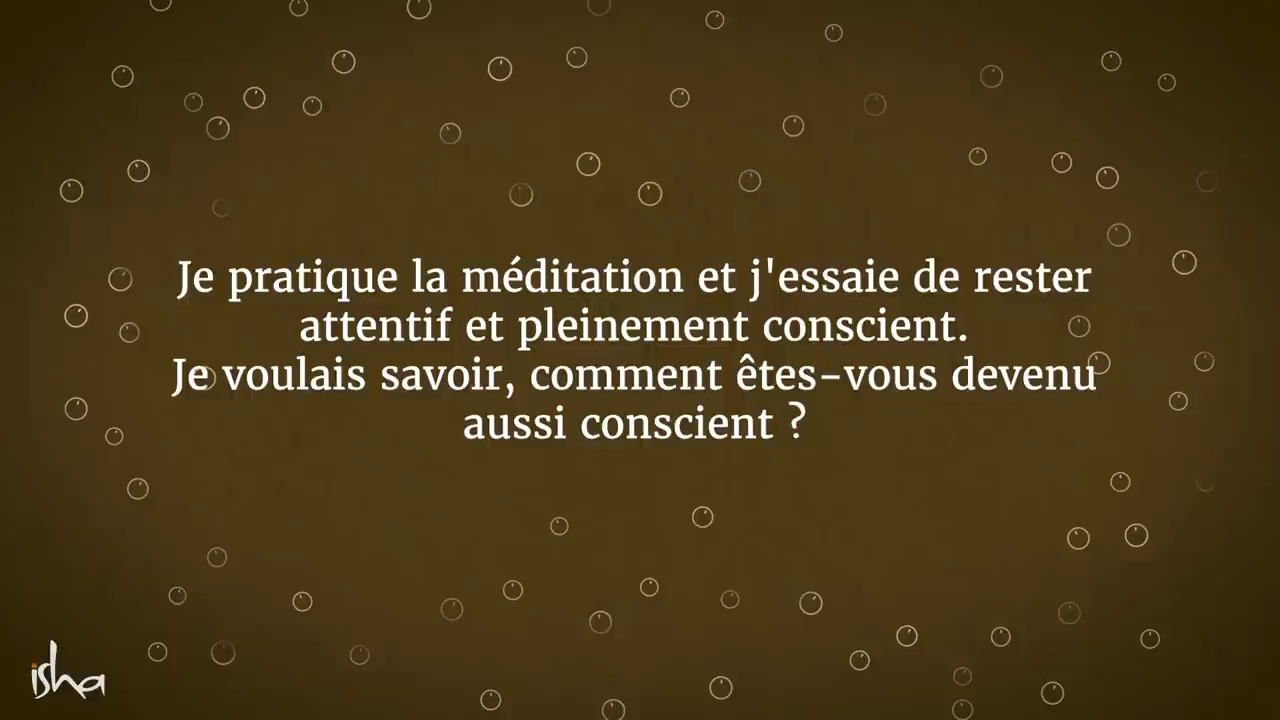 Je pratique la méditation et j'essaie de rester
attentif et pleinement conscient.
Je voulais savoir, comment êtes-vous devenu
aussi conscient ?
isha